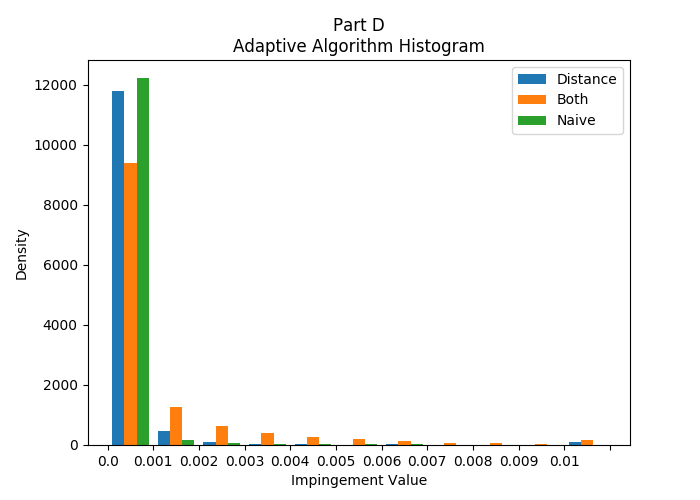 Part D
Adaptive Algorithm Histogram
Distance
Both
Naive
12000
10000
8000
6000
4000
2000
0
Density
0.0 0.001 0.002 0.003 0.004 0.005 0.006 0.007 0.008 0.009 0.01
Impingement Value